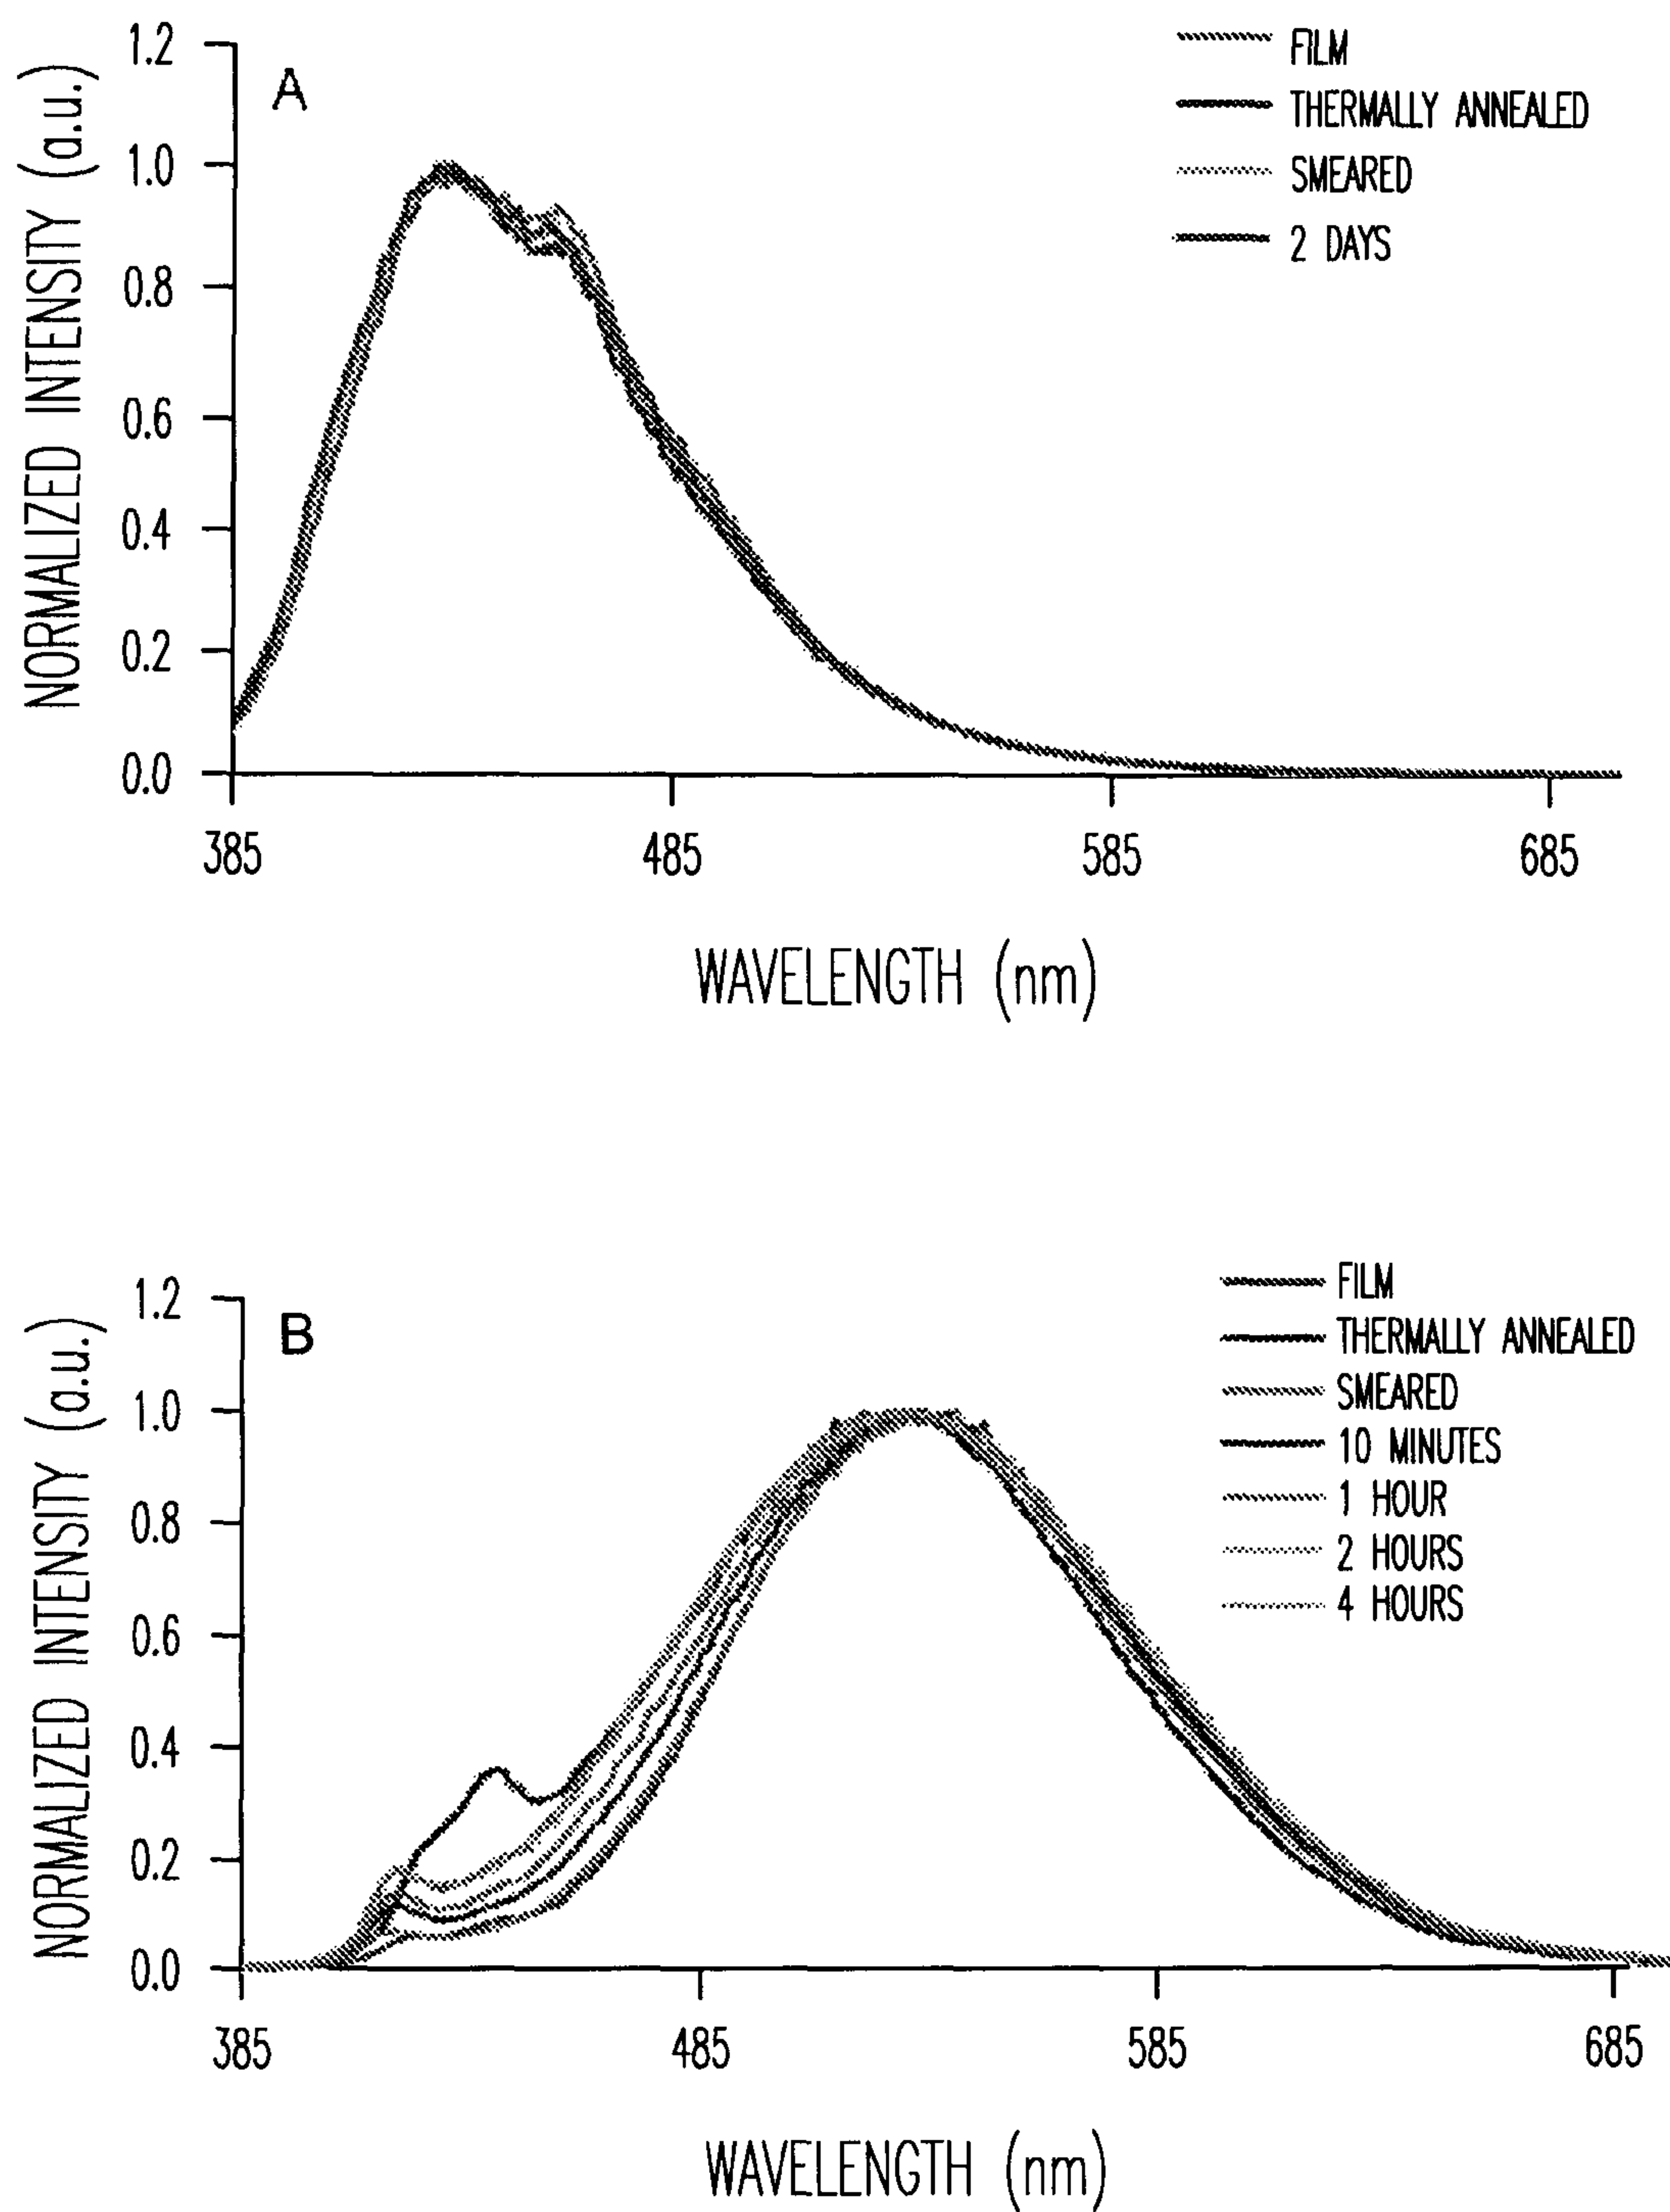 A
NORMALIZED INTENSITY (a.u.)
1.2
1.0
0.8
0.6
0.4
0.2
0.0
385
485
585
685
WAVELENGTH (nm)
FILM
THERMALLY ANNEALED
SMEARED
2 DAYS
B
NORMALIZED INTENSITY (a.u.)
1.2
1.0
0.8
0.6
0.4
0.2
0.0
385
485
585
685
WAVELENGTH (nm)
FILM
THERMALLY ANNEALED
SMEARED
10 MINUTES
1 HOUR
2 HOURS
4 HOURS